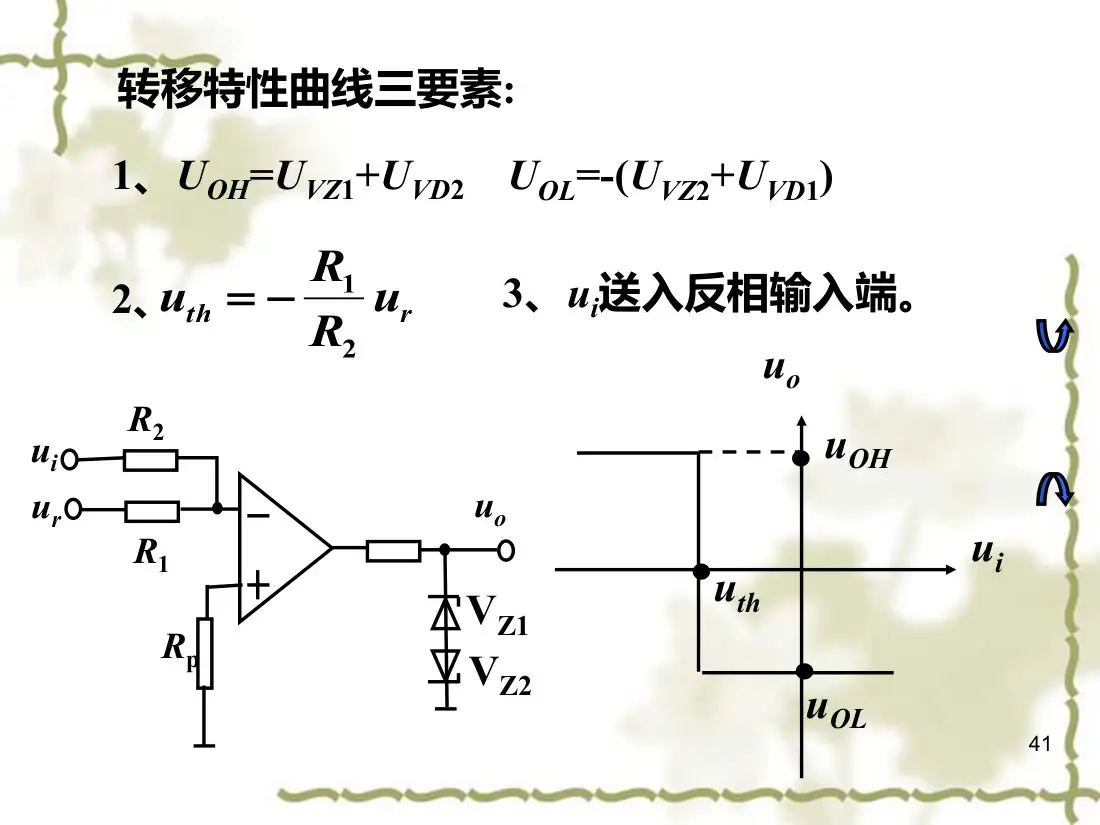 转移特性曲线三要素:
1、UOH=UVZ1+UVD2 UOL=-(UVZ2+UVD1)
2、uth = − R1/R2 ur
3、ui送入反相输入端。
uo
R2
ui
uOH
ur
uo
−
R1
ui
uth
+
VZ1
Rp
VZ2
uOL
41